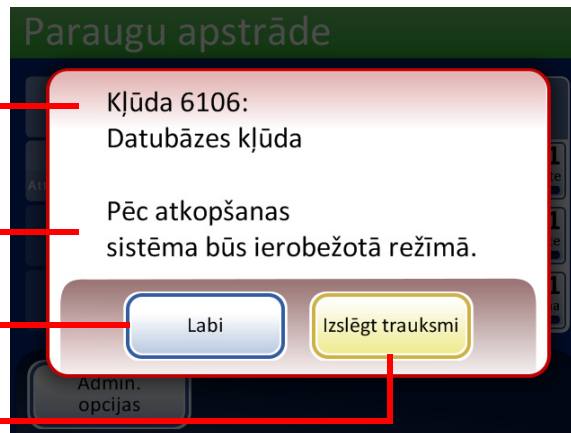 Paraugu apstrāde
Kļūda 6106:
Datubāzes kļūda
Pēc atkopšanas
sistēma būs ierobežotā režīmā.
Labi
Izslēgt trauksmi
Admin.
opcijas